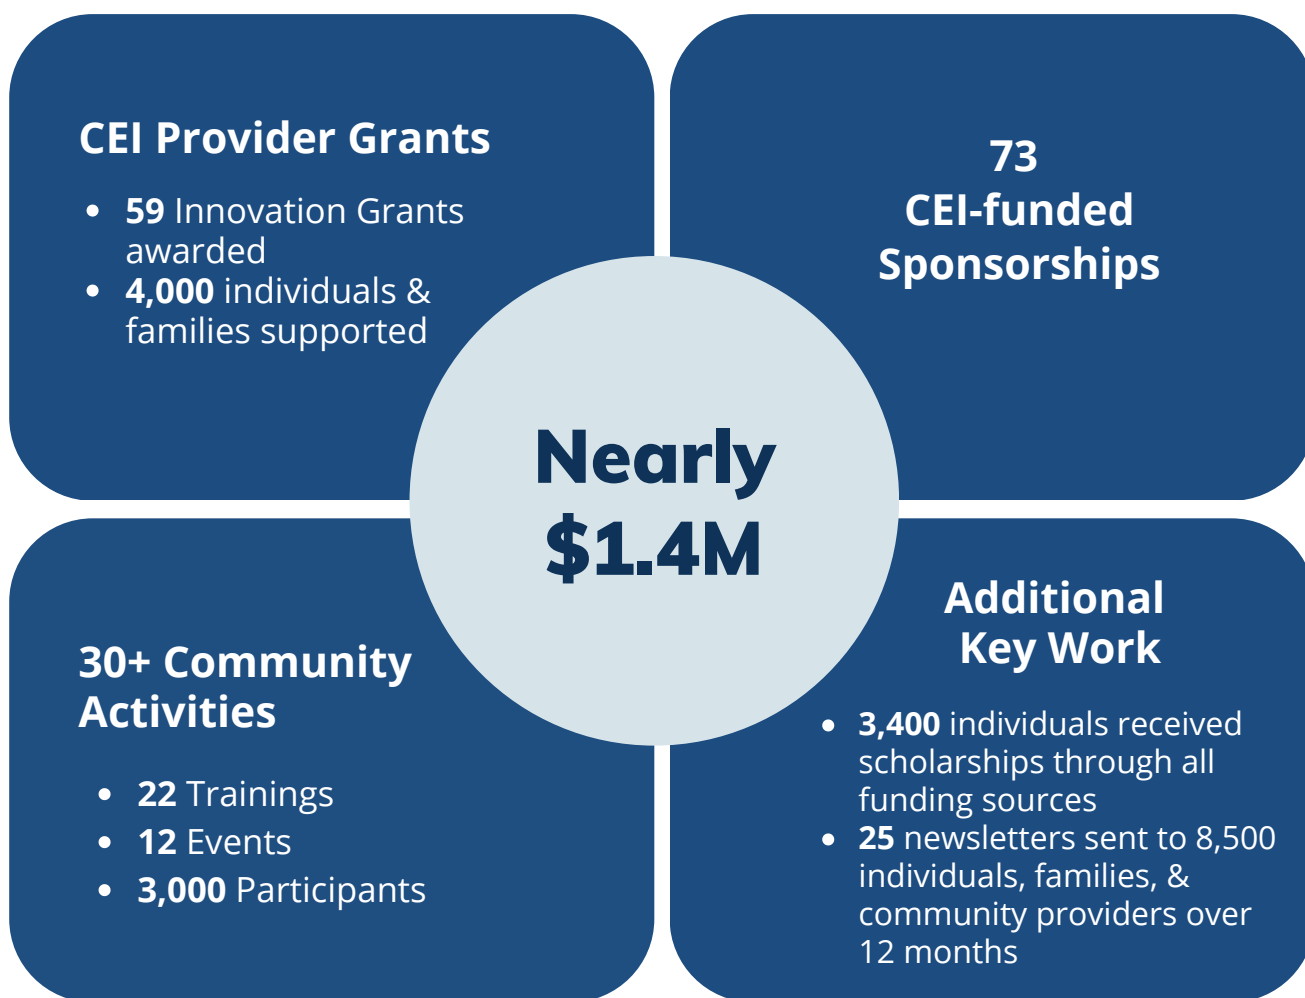 CEI Provider Grants
• 59 Innovation Grants
awarded
• 4,000 individuals &
families supported
73
CEI-funded
Sponsorships
Nearly
$1.4M
30+ Community
Activities
• 22 Trainings
• 12 Events
• 3,000 Participants
Additional
Key Work
• 3,400 individuals received
scholarships through all
funding sources
• 25 newsletters sent to 8,500
individuals, families, &
community providers over
12 months